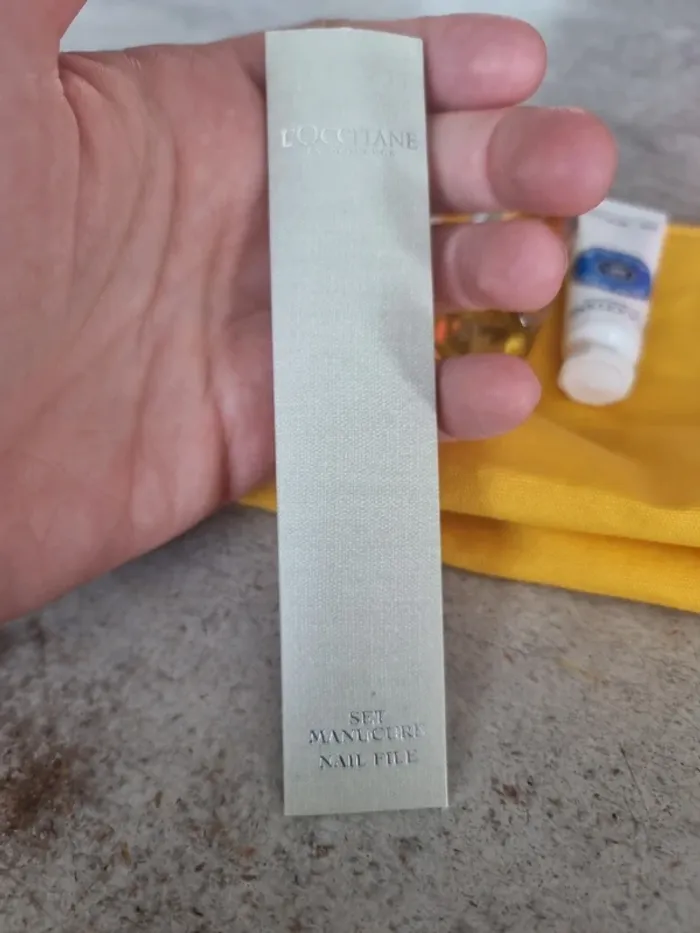 L'OCCITANE
SET
MANUCURE
NAIL FILE